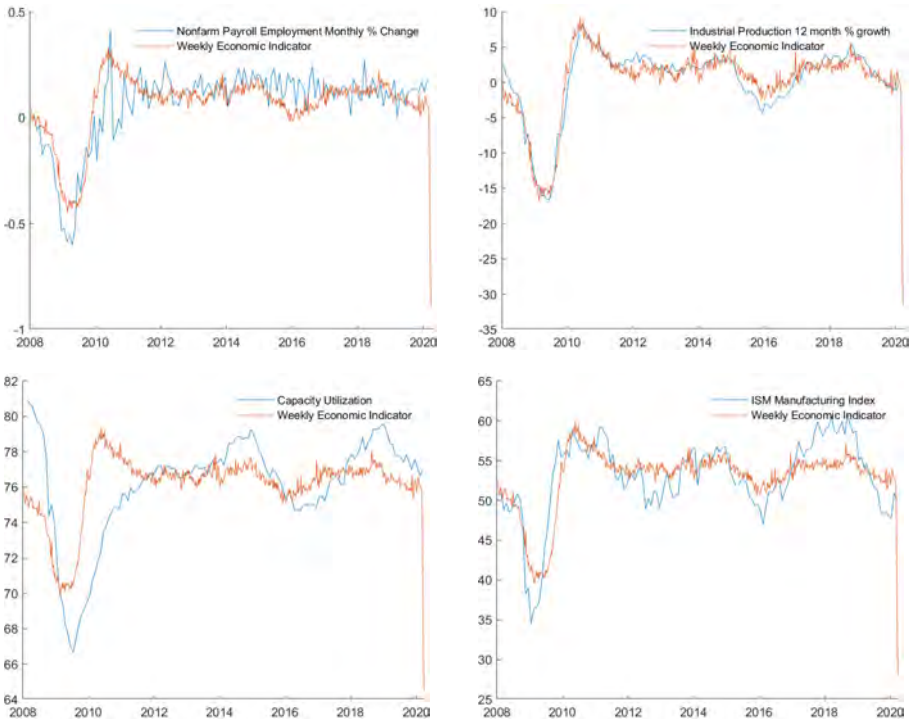 0.5
Nonfarm Payroll Employment Monthly % Change
Weekly Economic Indicator
0
-0.5
-1
2008 2010 2012 2014 2016 2018 2020
10
Industrial Production 12 month % growth
Weekly Economic Indicator
5
0
-5
-10
-15
-20
-25
-30
-35
2008 2010 2012 2014 2016 2018 2020
82
Capacity Utilization
Weekly Economic Indicator
80
78
76
74
72
70
68
66
64
2008 2010 2012 2014 2016 2018 2020
65
ISM Manufacturing Index
Weekly Economic Indicator
60
55
50
45
40
35
30
25
2008 2010 2012 2014 2016 2018 2020